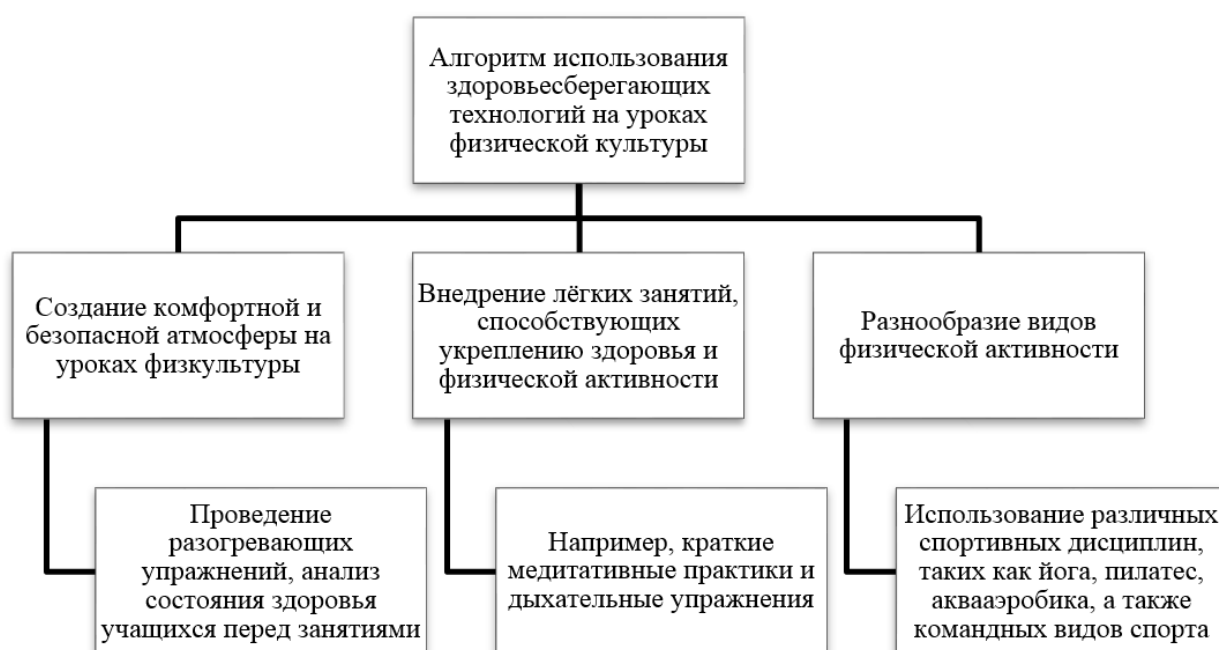 Алгоритм использования
здоровьесберегающих
технологий на уроках
физической культуры
Создание комфортной и
безопасной атмосферы на
уроках физкультуры
Внедрение лёгких занятий,
способствующих
укреплению здоровья и
физической активности
Разнообразие видов
физической активности
Проведение
разогревающих
упражнений, анализ
состояния здоровья
учащихся перед занятиями
Например, краткие
медитативные практики и
дыхательные упражнения
Использование различных
спортивных дисциплин,
таких как йога, пилатес,
аквааэробика, а также
командных видов спорта